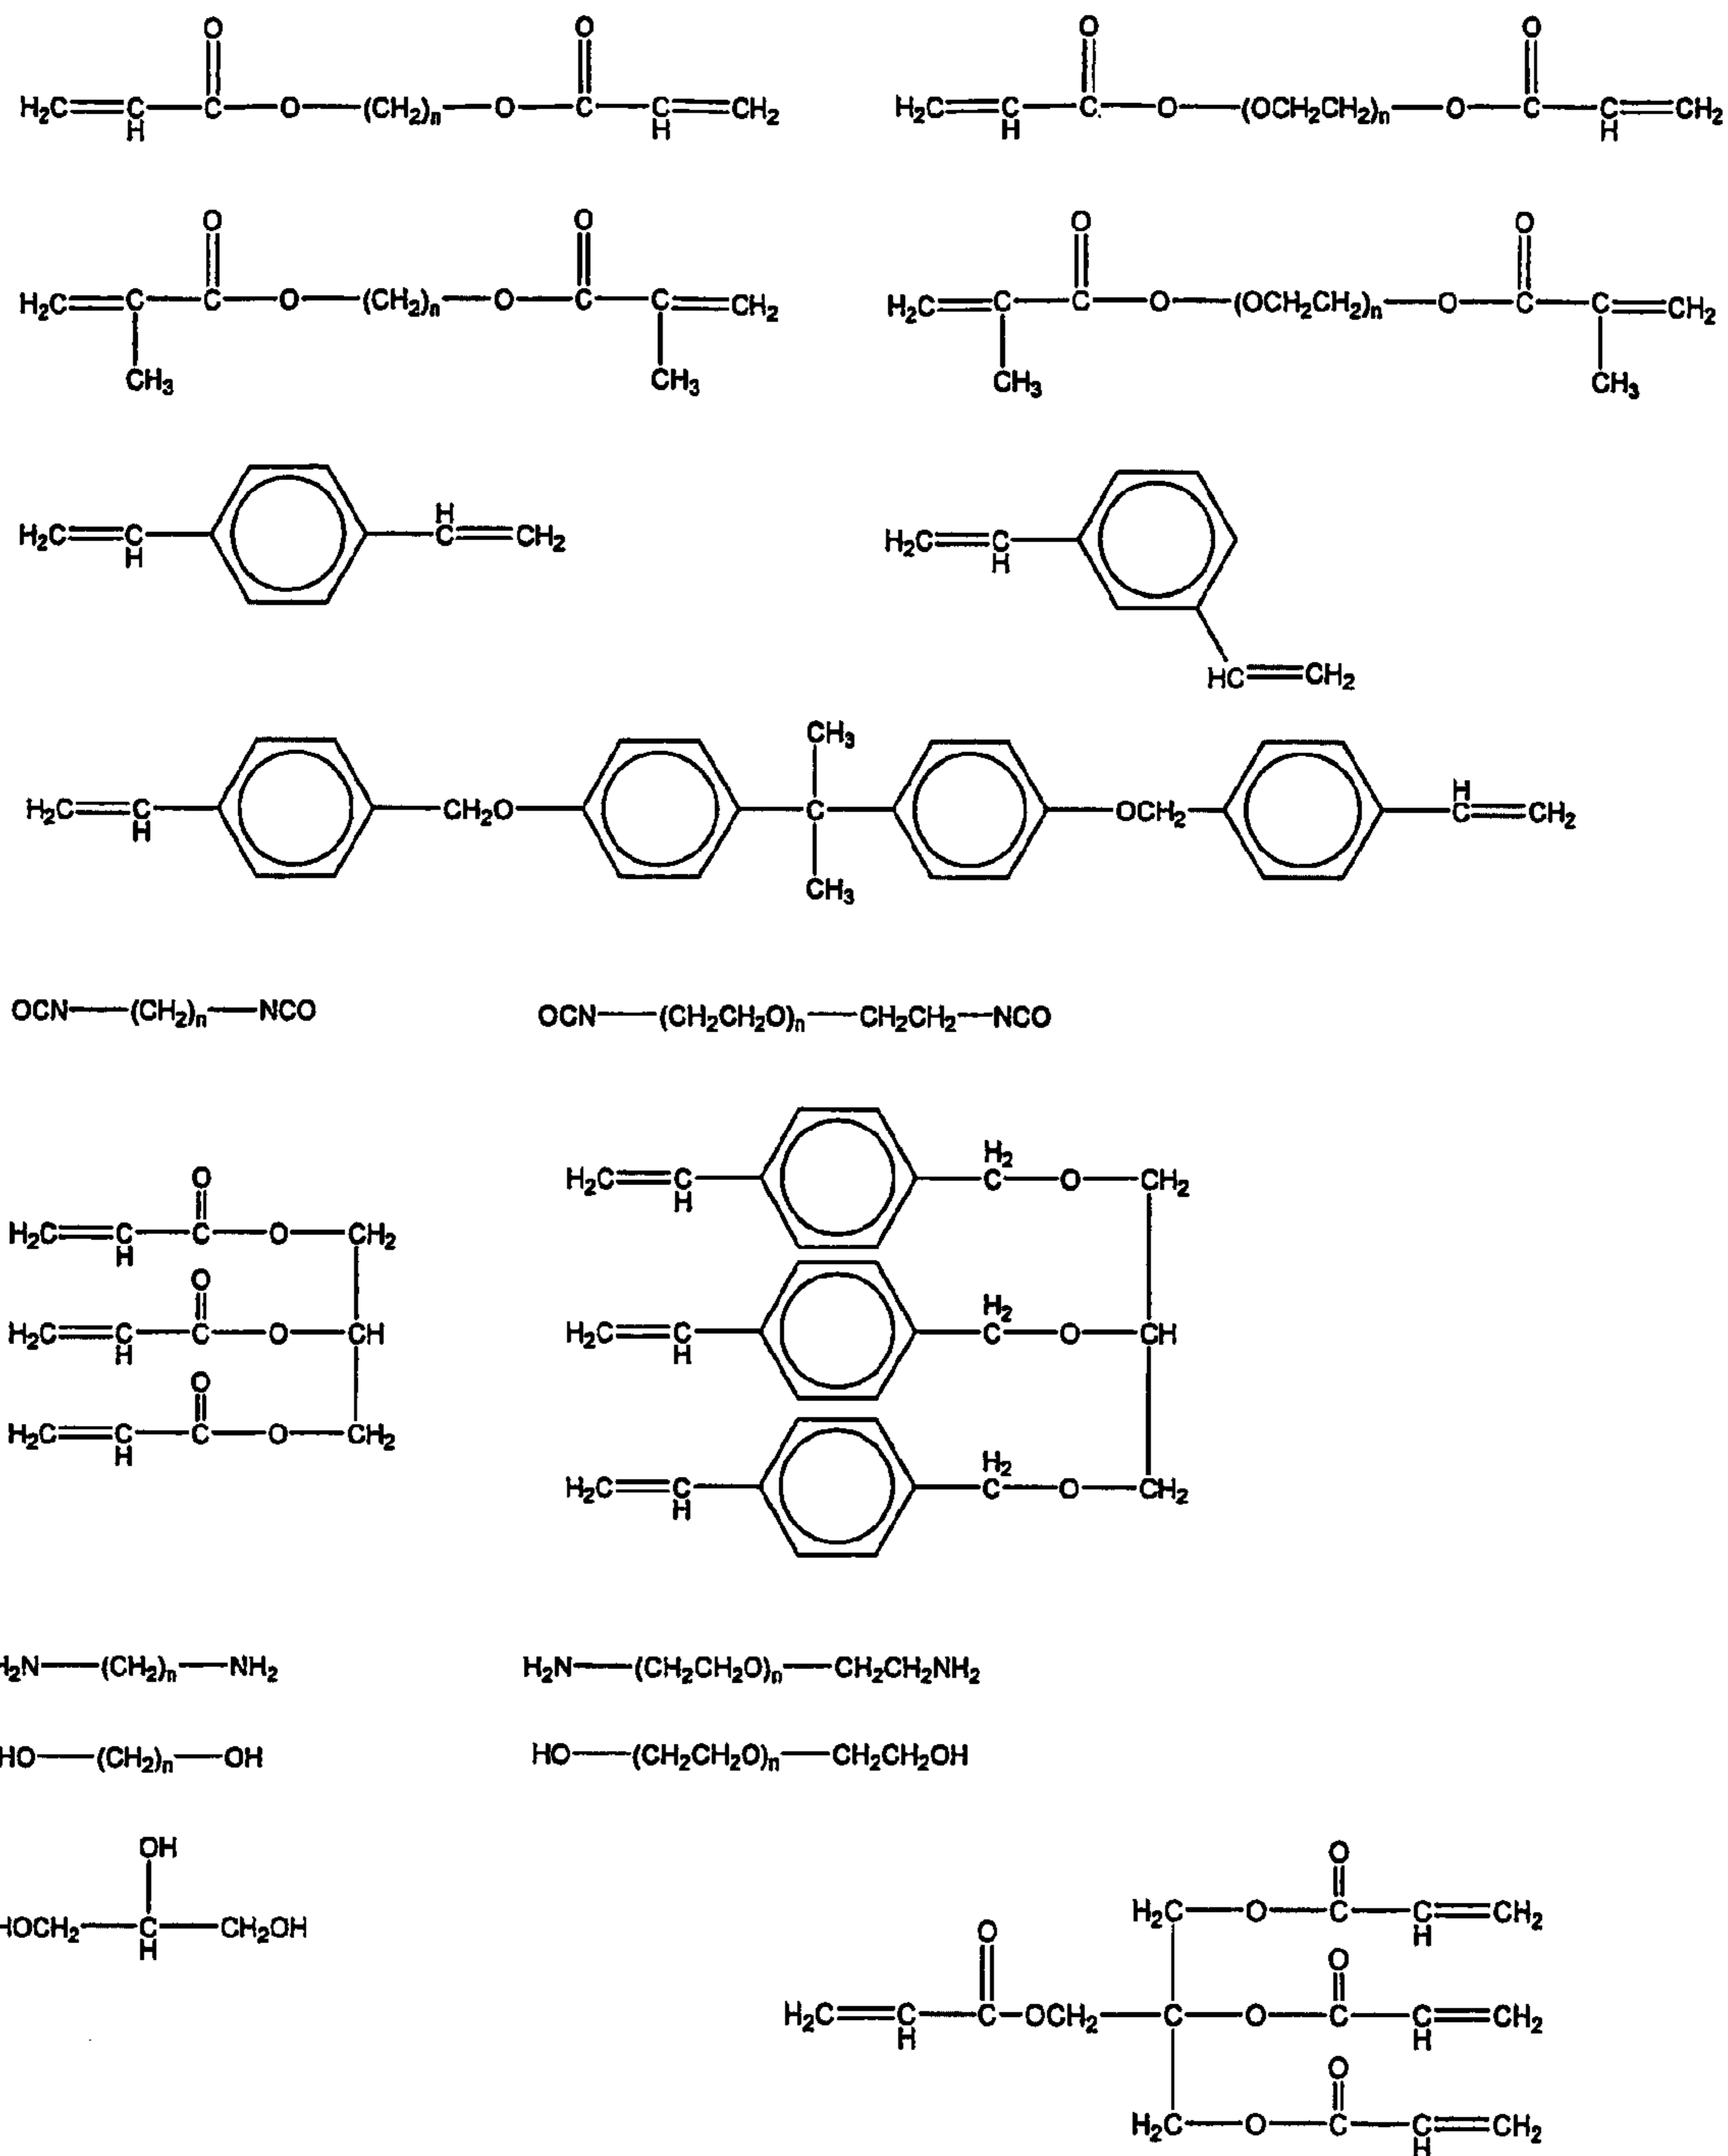 O O O O
H₂C C C O (CH₂)ₙ O C C CH₂ H₂C C C O (OCH₂CH₂)ₙ O C C CH₂
H H H H
O O O O
H₂C C C O (CH₂)ₙ O C C CH₂ H₂C C C O (OCH₂CH₂)ₙ O C C CH₂
CH₃ CH₃ CH₃ CH₃
H
H₂C C C CH₂ H₂C C
H H
HC CH₂
CH₃
H
H₂C C CH₂O C OCH₂ C CH₂
H
CH₃
OCN (CH₂)ₙ NCO OCN (CH₂CH₂O)ₙ CH₂CH₂ NCO
H₂
O H₂C C C O CH₂
H
H₂C C C O CH₂
H
O H₂
H₂C C C O CH H₂C C C O CH
H H
O
H₂C C C O CH₂
H
H₂
H₂C C C O CH₂
H
H₂N (CH₂)ₙ NH₂ H₂N (CH₂CH₂O)ₙ CH₂CH₂NH₂
HO (CH₂)ₙ OH HO (CH₂CH₂O)ₙ CH₂CH₂OH
OH O
HOCH₂ C CH₂OH H₂C O C C CH₂
H H
O O
H₂C C C OCH₂ C O C C CH₂
H H
O
H₂C O C C CH₂
H